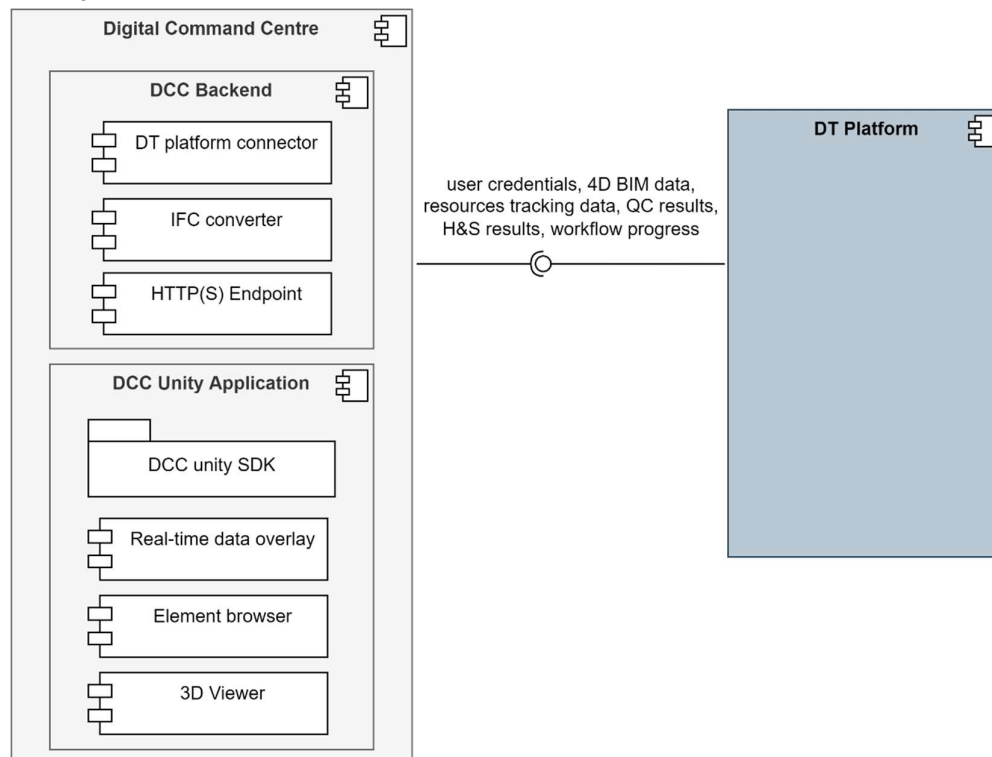 Digital Command Centre
DCC Backend
DT platform connector
IFC converter
HTTP(S) Endpoint
DCC Unity Application
DCC unity SDK
Real-time data overlay
Element browser
3D Viewer
user credentials, 4D BIM data,
resources tracking data, QC results,
H&S results, workflow progress
DT Platform